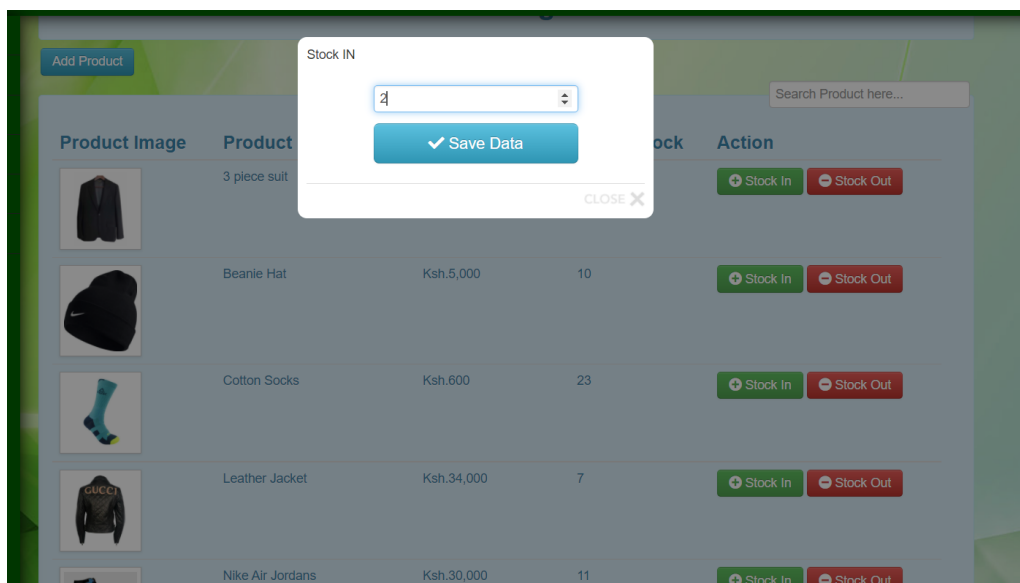 Stock IN
Add Product
2
Search Product here...
Save Data
Product Image Product ock Action
3 piece suit Stock In Stock Out
CLOSE
Beanie Hat Ksh.5,000 10 Stock In Stock Out
Cotton Socks Ksh.600 23 Stock In Stock Out
Leather Jacket Ksh.34,000 7 Stock In Stock Out
GUCCI
Nike Air Jordans Ksh.30,000 11 Stock In Stock Out